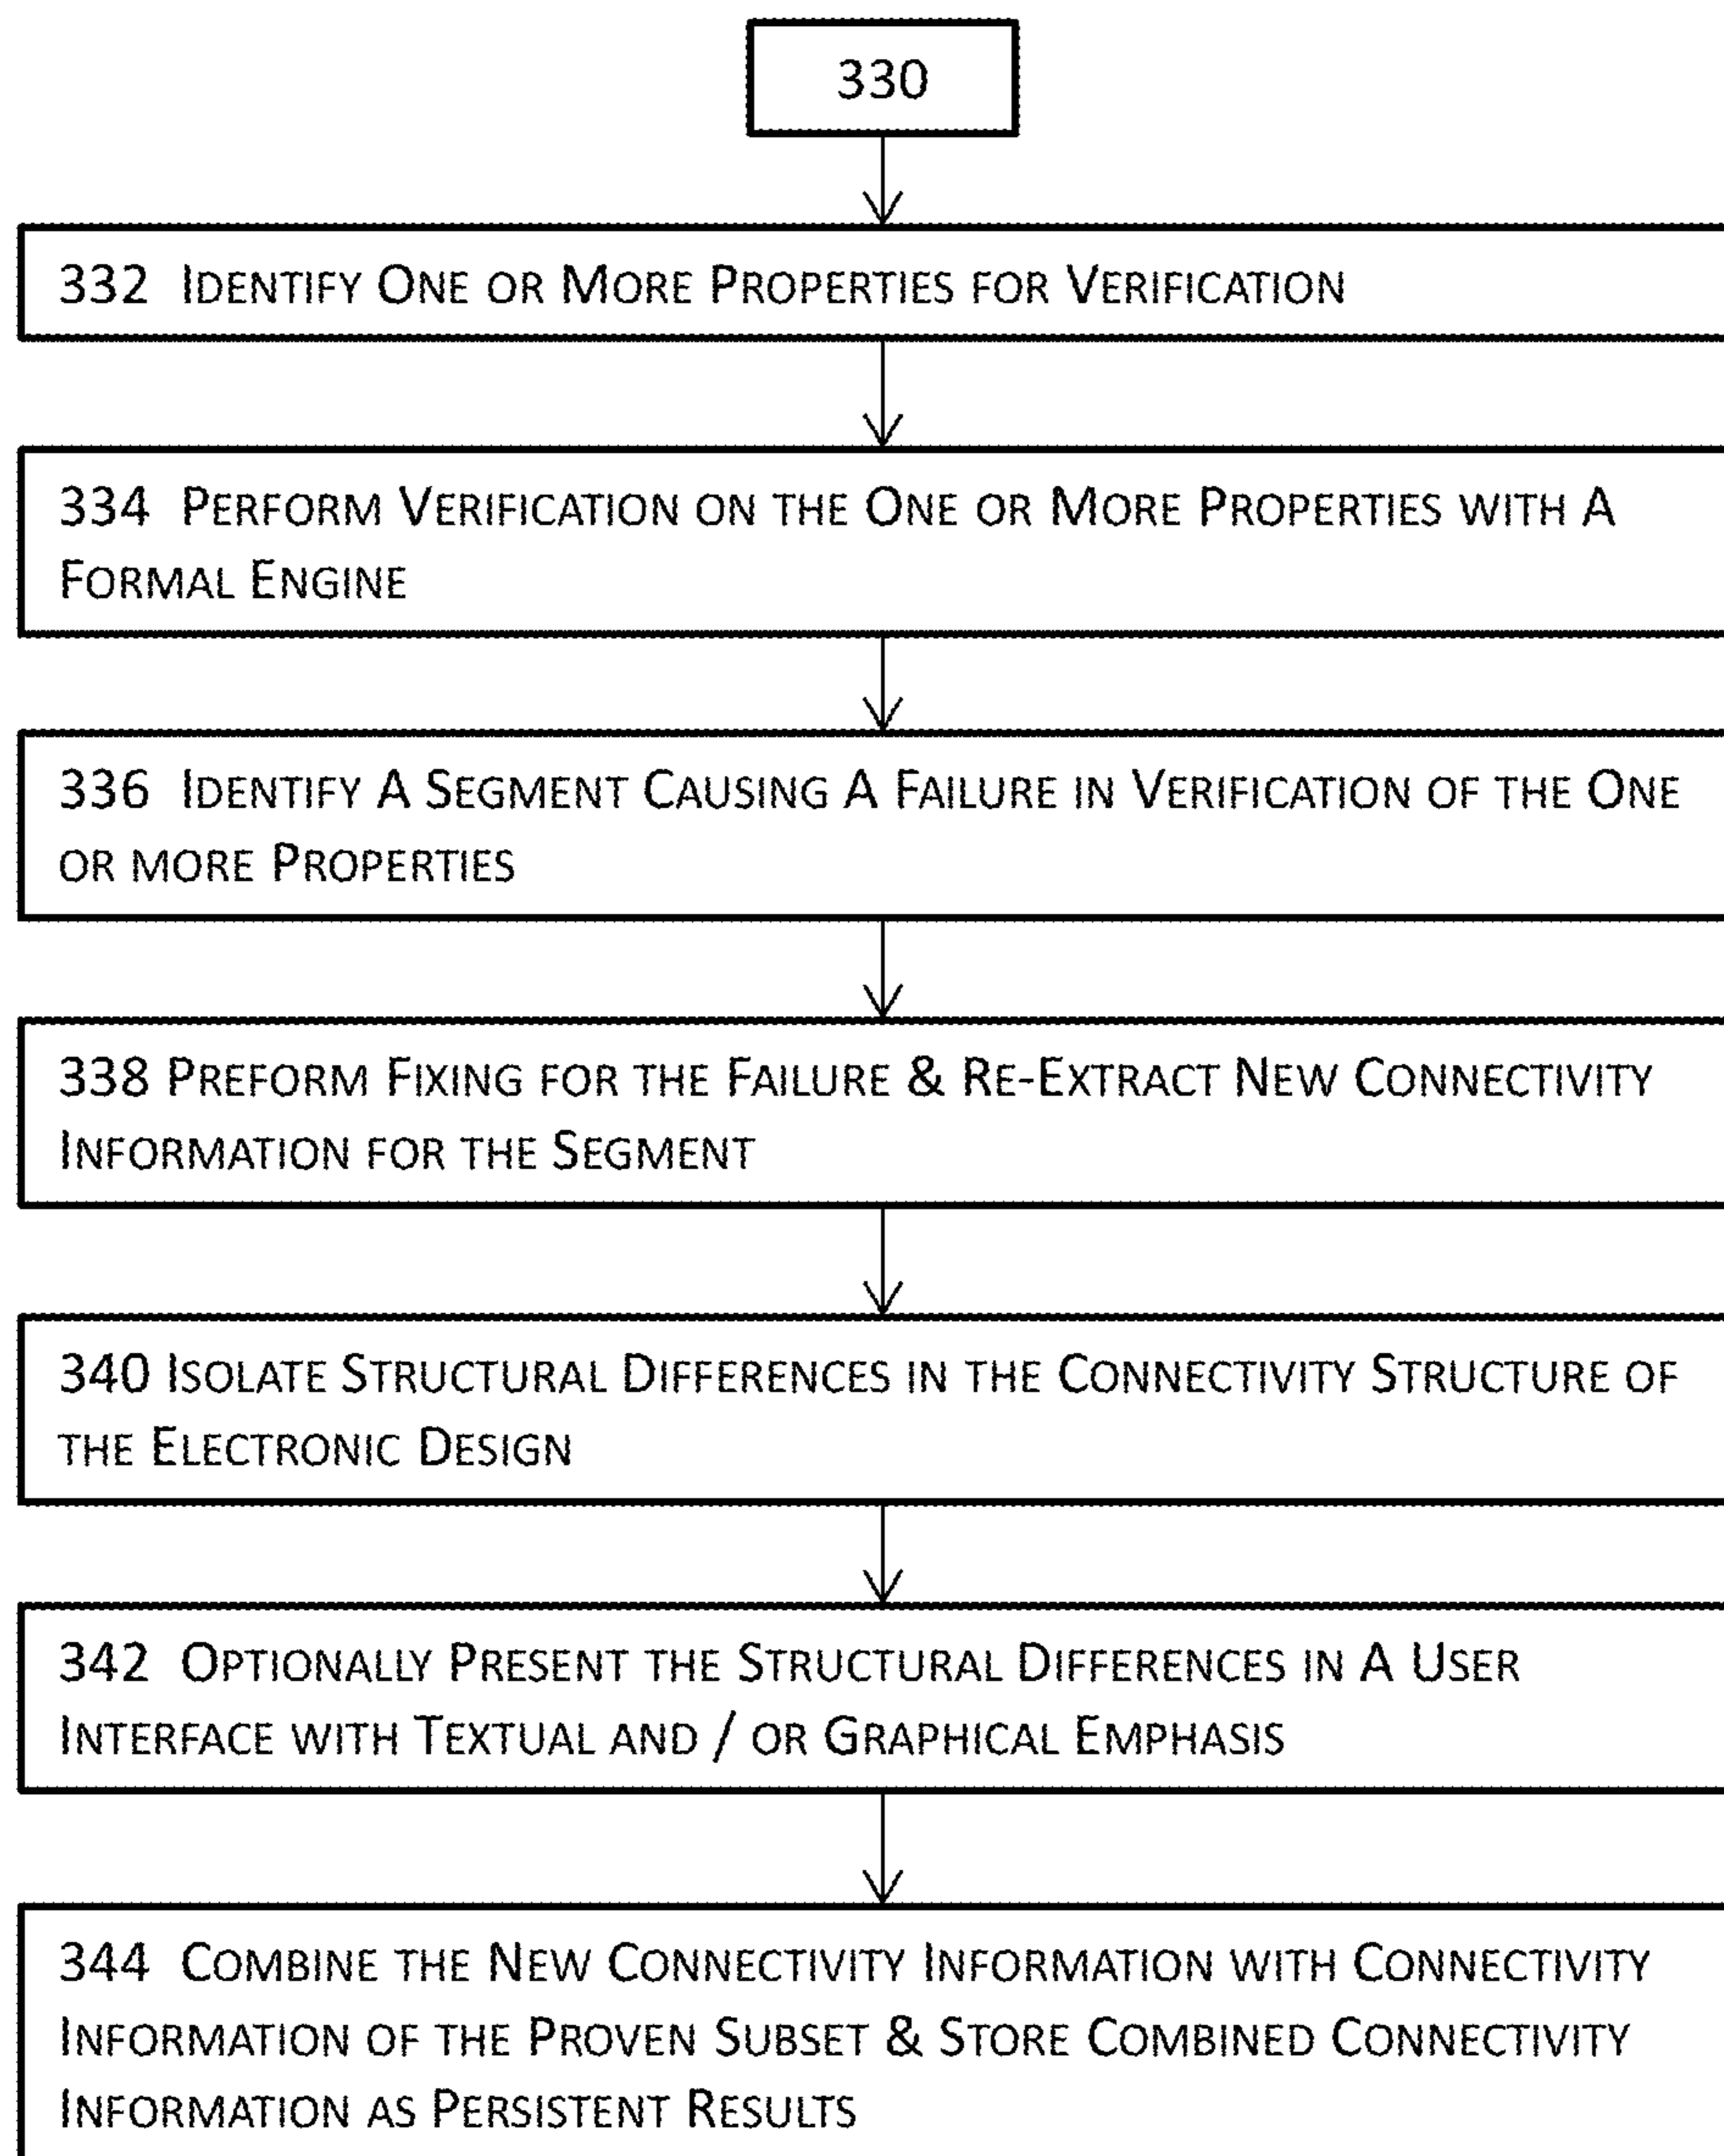 330
332 Identify One or More Properties for Verification
334 Perform Verification on the One or More Properties with A
Formal Engine
336 Identify A Segment Causing A Failure in Verification of the One
or more Properties
338 Preform Fixing for the Failure & Re-Extract New Connectivity
Information for the Segment
340 Isolate Structural Differences in the Connectivity Structure of
the Electronic Design
342 Optionally Present the Structural Differences in A User
Interface with Textual and / or Graphical Emphasis
344 Combine the New Connectivity Information with Connectivity
Information of the Proven Subset & Store Combined Connectivity
Information as Persistent Results